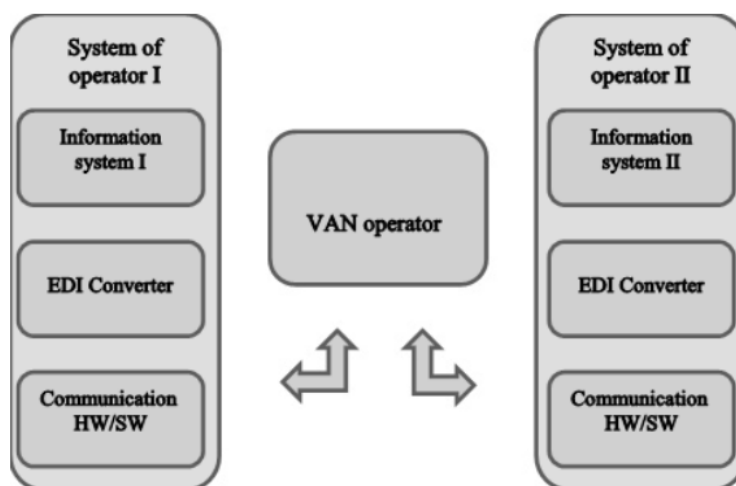 System of
operator I
Information
system I
EDI Converter
Communication
HW/SW
VAN operator
System of
operator II
Information
system II
EDI Converter
Communication
HW/SW